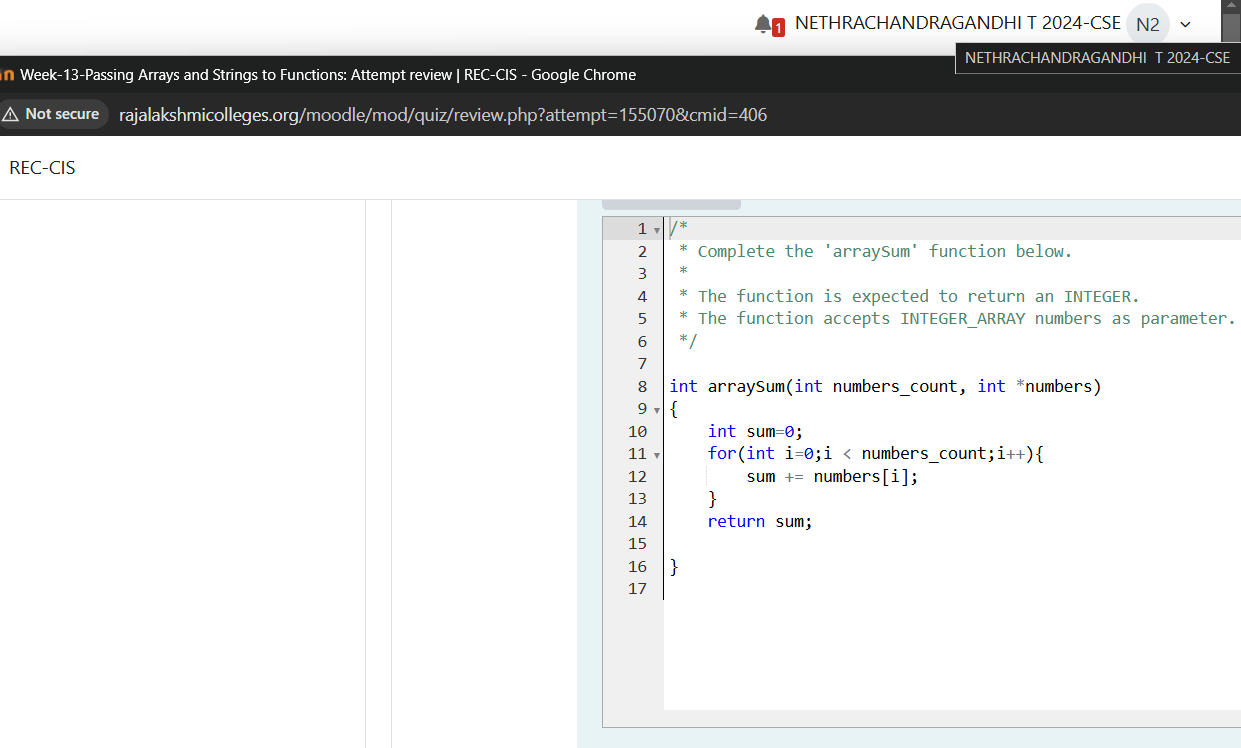 1 NETHRACHANDRAGANDHI T 2024-CSE N2
NETHRACHANDRAGANDHI T 2024-CSE
n Week-13-Passing Arrays and Strings to Functions: Attempt review | REC-CIS - Google Chrome
Not secure rajalakshmicolleges.org/moodle/mod/quiz/review.php?attempt=155070&cmid=406
REC-CIS
1 /*
2  * Complete the 'arraySum' function below.
3  *
4  * The function is expected to return an INTEGER.
5  * The function accepts INTEGER_ARRAY numbers as parameter.
6  */
7
8 int arraySum(int numbers_count, int *numbers)
9 {
10     int sum=0;
11     for(int i=0;i < numbers_count;i++){
12         sum += numbers[i];
13     }
14     return sum;
15
16 }
17